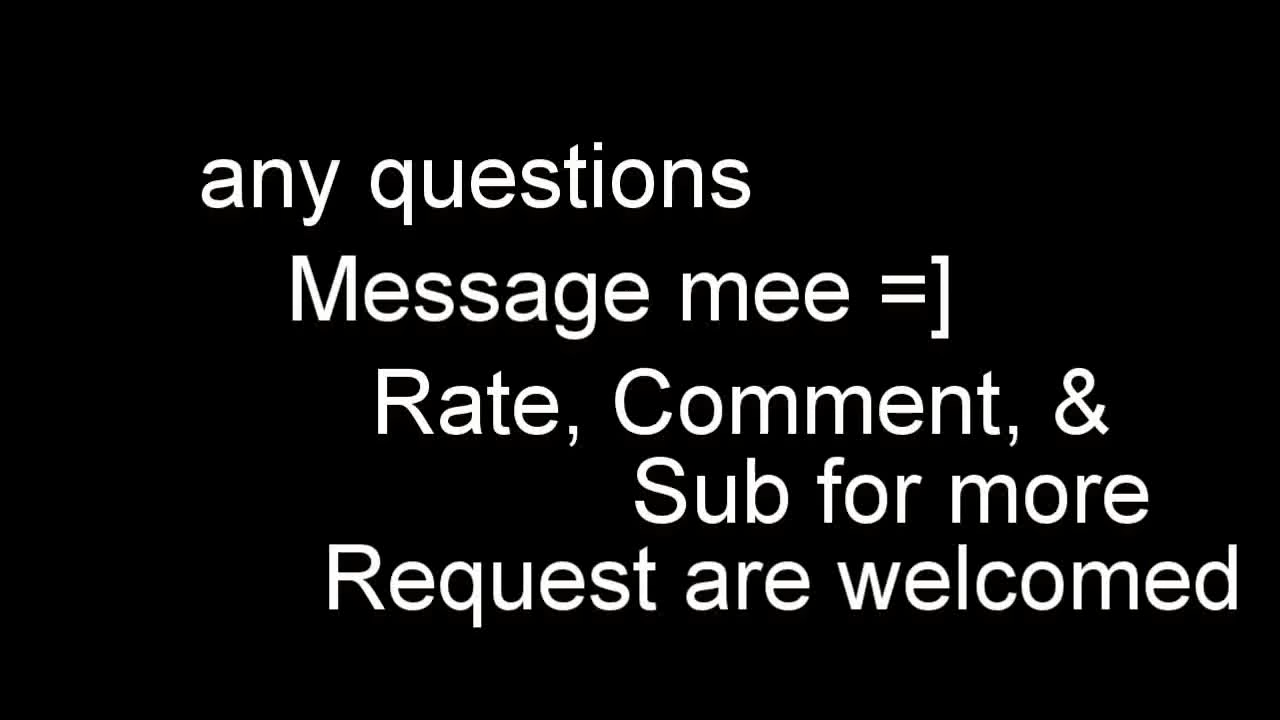 any questions
Message mee =]
Rate, Comment, &
Sub for more
Request are welcomed